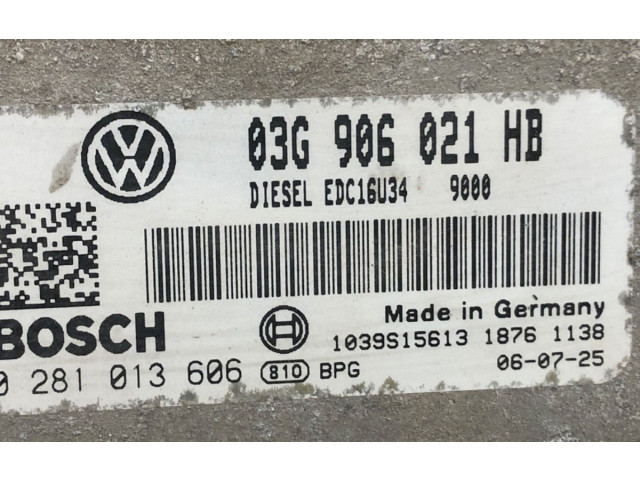 VW
03G 906 021 HB
DIESEL EDC16U34 9000
BOSCH
Made in Germany
1039S15613 1876 1138
0 281 013 606 810 BPG
06-07-25